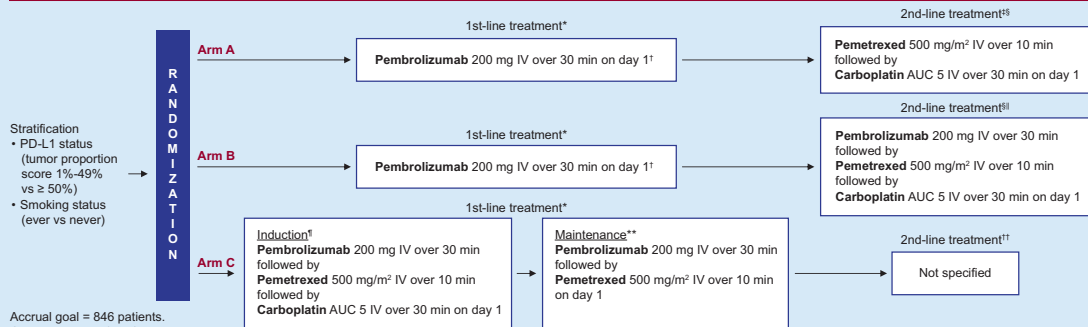 Stratification
• PD-L1 status
(tumor proportion
score 1%-49%
vs ≥ 50%)
• Smoking status
(ever vs never)
Accrual goal = 846 patients.
RANDOMIZATION
Arm A
1st-line treatment*
Pembrolizumab 200 mg IV over 30 min on day 1†
2nd-line treatment‡§
Pemetrexed 500 mg/m² IV over 10 min
followed by
Carboplatin AUC 5 IV over 30 min on day 1
Arm B
1st-line treatment*
Pembrolizumab 200 mg IV over 30 min on day 1†
2nd-line treatment§||
Pembrolizumab 200 mg IV over 30 min
followed by
Pemetrexed 500 mg/m² IV over 10 min
followed by
Carboplatin AUC 5 IV over 30 min on day 1
Arm C
1st-line treatment*
Induction¶
Pembrolizumab 200 mg IV over 30 min
followed by
Pemetrexed 500 mg/m² IV over 10 min
followed by
Carboplatin AUC 5 IV over 30 min on day 1
Maintenance**
Pembrolizumab 200 mg IV over 30 min
followed by
Pemetrexed 500 mg/m² IV over 10 min
on day 1
2nd-line treatment††
Not specified